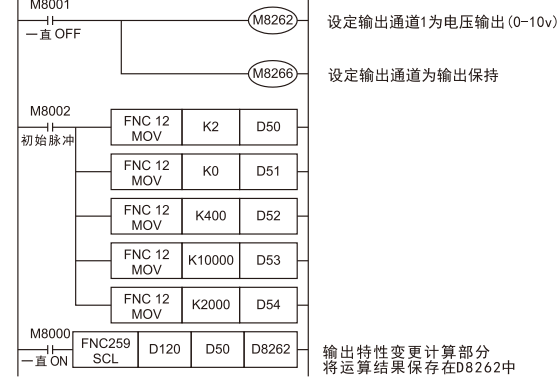 M8001
一直 OFF
M8262
设定输出通道1为电压输出(0-10v)
M8266
设定输出通道为输出保持
M8002
初始脉冲
FNC 12 MOV K2 D50
FNC 12 MOV K0 D51
FNC 12 MOV K400 D52
FNC 12 MOV K10000 D53
FNC 12 MOV K2000 D54
M8000
一直 ON
FNC259 SCL D120 D50 D8262
输出特性变更计算部分
将运算结果保存在D8262中